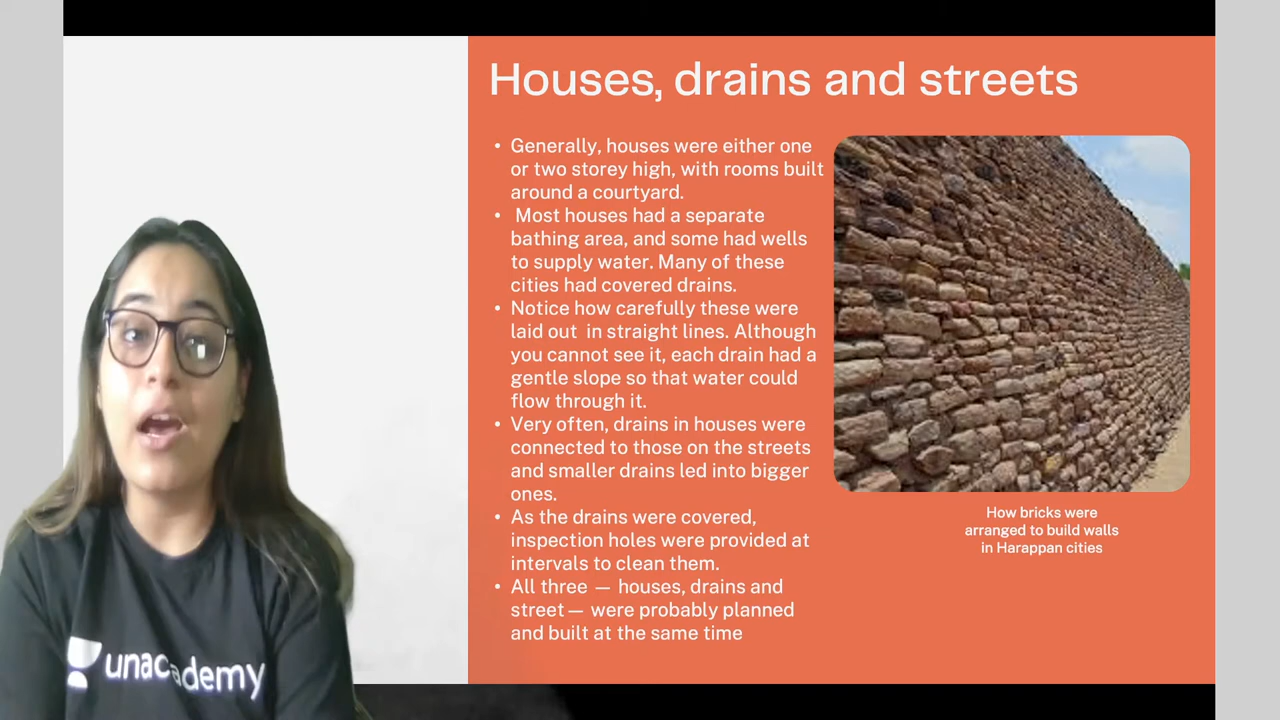 Houses, drains and streets
• Generally, houses were either one
or two storey high, with rooms built
around a courtyard.
• Most houses had a separate
bathing area, and some had wells
to supply water. Many of these
cities had covered drains.
• Notice how carefully these were
laid out in straight lines. Although
you cannot see it, each drain had a
gentle slope so that water could
flow through it.
• Very often, drains in houses were
connected to those on the streets
and smaller drains led into bigger
ones.
• As the drains were covered,
inspection holes were provided at
intervals to clean them.
• All three — houses, drains and
street— were probably planned
and built at the same time
How bricks were
arranged to build walls
in Harappan cities
unacademy